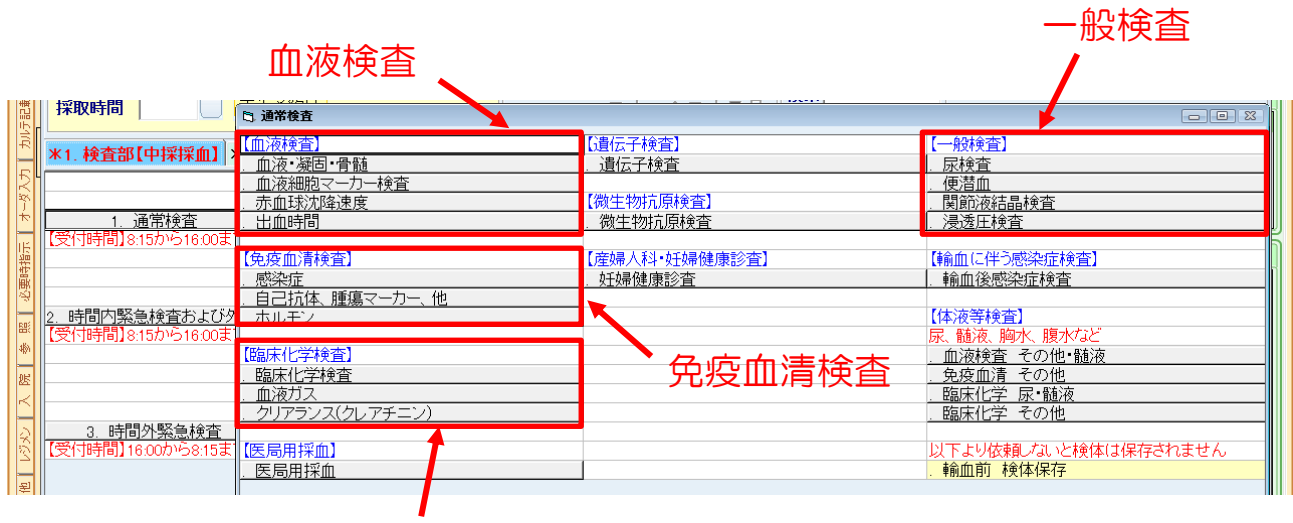 一般検査
血液検査
採取時間
通常検査
カルテ記載
オーダ入力
必要時指示
参 照
入 院
レジメン
他
＊1. 検査部【中採採血】
1. 通常検査
【受付時間】8:15から16:00ま
2. 時間内緊急検査およびタ
【受付時間】8:15から16:00ま
3. 時間外緊急検査
【受付時間】16:00から8:15ま
【血液検査】
. 血液・凝固・骨髄
. 血液細胞マーカー検査
. 赤血球沈降速度
. 出血時間
【免疫血清検査】
. 感染症
. 自己抗体、腫瘍マーカー、他
. ホルモン
【臨床化学検査】
. 臨床化学検査
. 血液ガス
. クリアランス(クレアチニン)
【医局用採血】
. 医局用採血
【遺伝子検査】
. 遺伝子検査
【微生物抗原検査】
. 微生物抗原検査
【産婦人科・妊婦健康診査】
. 妊婦健康診査
【一般検査】
. 尿検査
. 便潜血
. 関節液結晶検査
. 浸透圧検査
【輸血に伴う感染症検査】
. 輸血後感染症検査
【体液等検査】
尿、髄液、胸水、腹水など
. 血液検査 その他・髄液
. 免疫血清 その他
. 臨床化学 尿・髄液
. 臨床化学 その他
以下より依頼しないと検体は保存されません
. 輸血前 検体保存
免疫血清検査